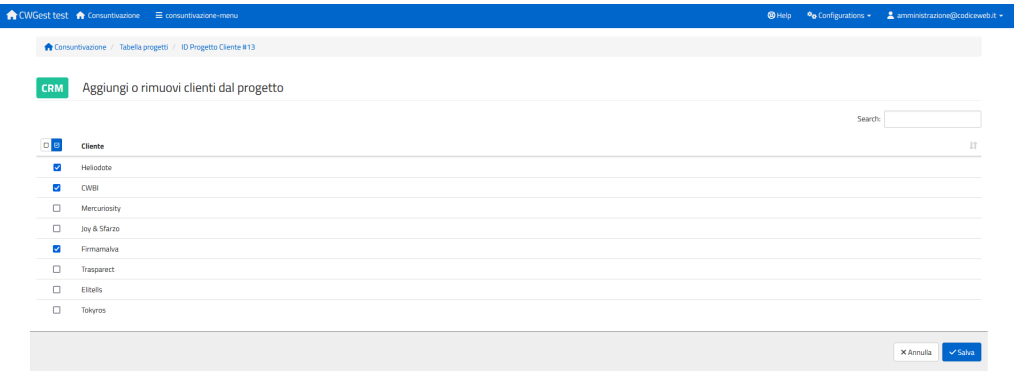 CWGest test Consuntivazione consuntivazione-menu Help Configurations amministrazione@codiceweb.it
Consuntivazione / Tabella progetti / ID Progetto Cliente #13
CRM Aggiungi o rimuovi clienti dal progetto
Search:
Cliente
Heliodote
CWBI
Mercuriosity
Joy & Sfarzo
Firmamalva
Trasparect
Elitells
Tokyros
Annulla Salva